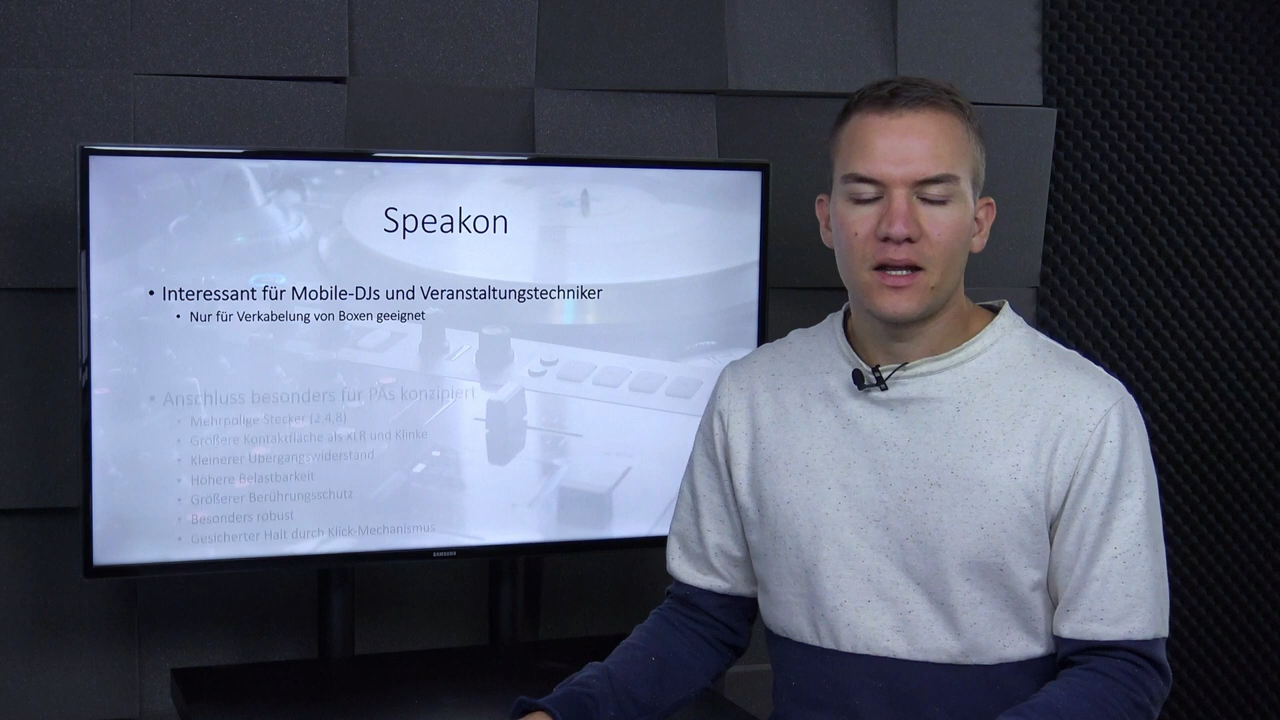 Speakon
• Interessant für Mobile-DJs und Veranstaltungstechniker
• Nur für Verkabelung von Boxen geeignet
• Anschluss besonders für PAs konzipiert
• Mehrpolige Stecker (2,4,8)
• Größere Kontaktfläche als XLR und Klinke
• Kleinerer Übergangswiderstand
• Höhere Belastbarkeit
• Größerer Berührungsschutz
• Besonders robust
• Gesicherter Halt durch Klick-Mechanismus
SAMSUNG